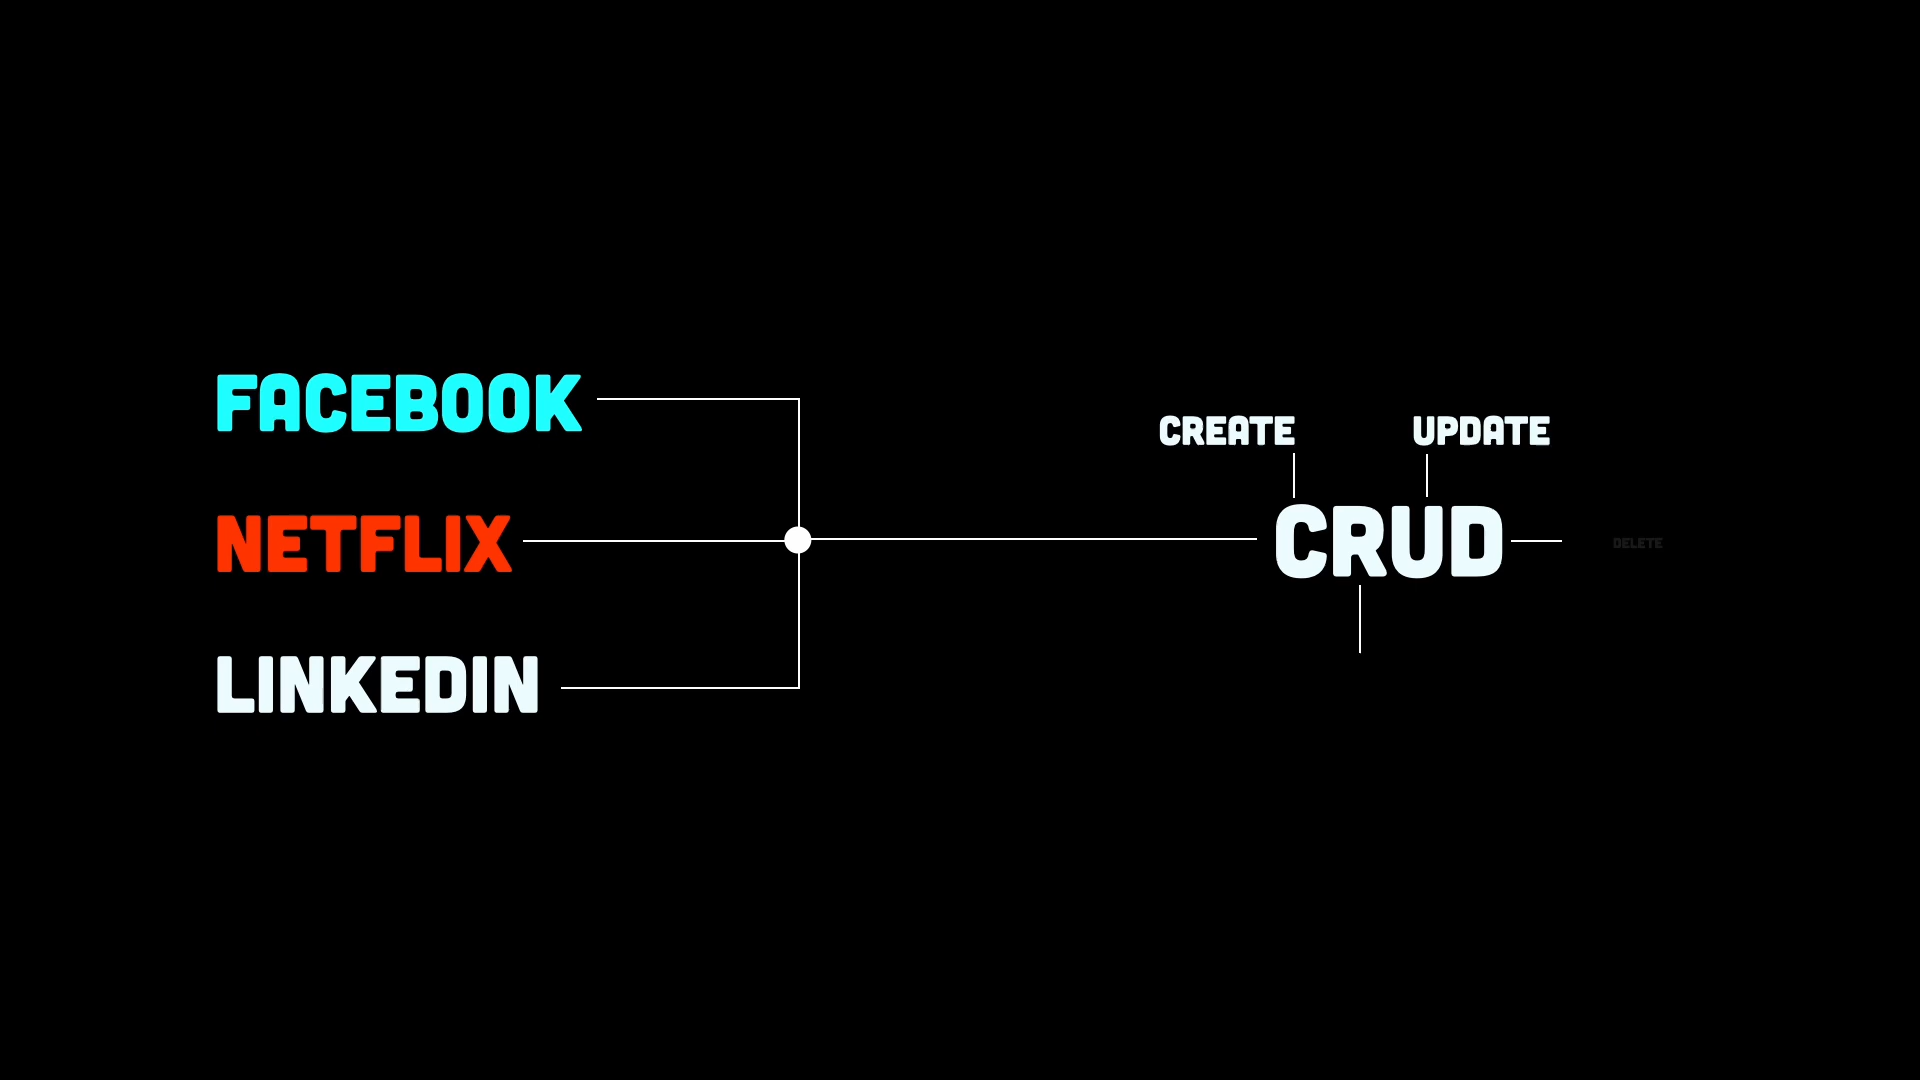 FACEBOOK
NETFLIX
LINKEDIN
CREATE
UPDATE
CRUD
DELETE